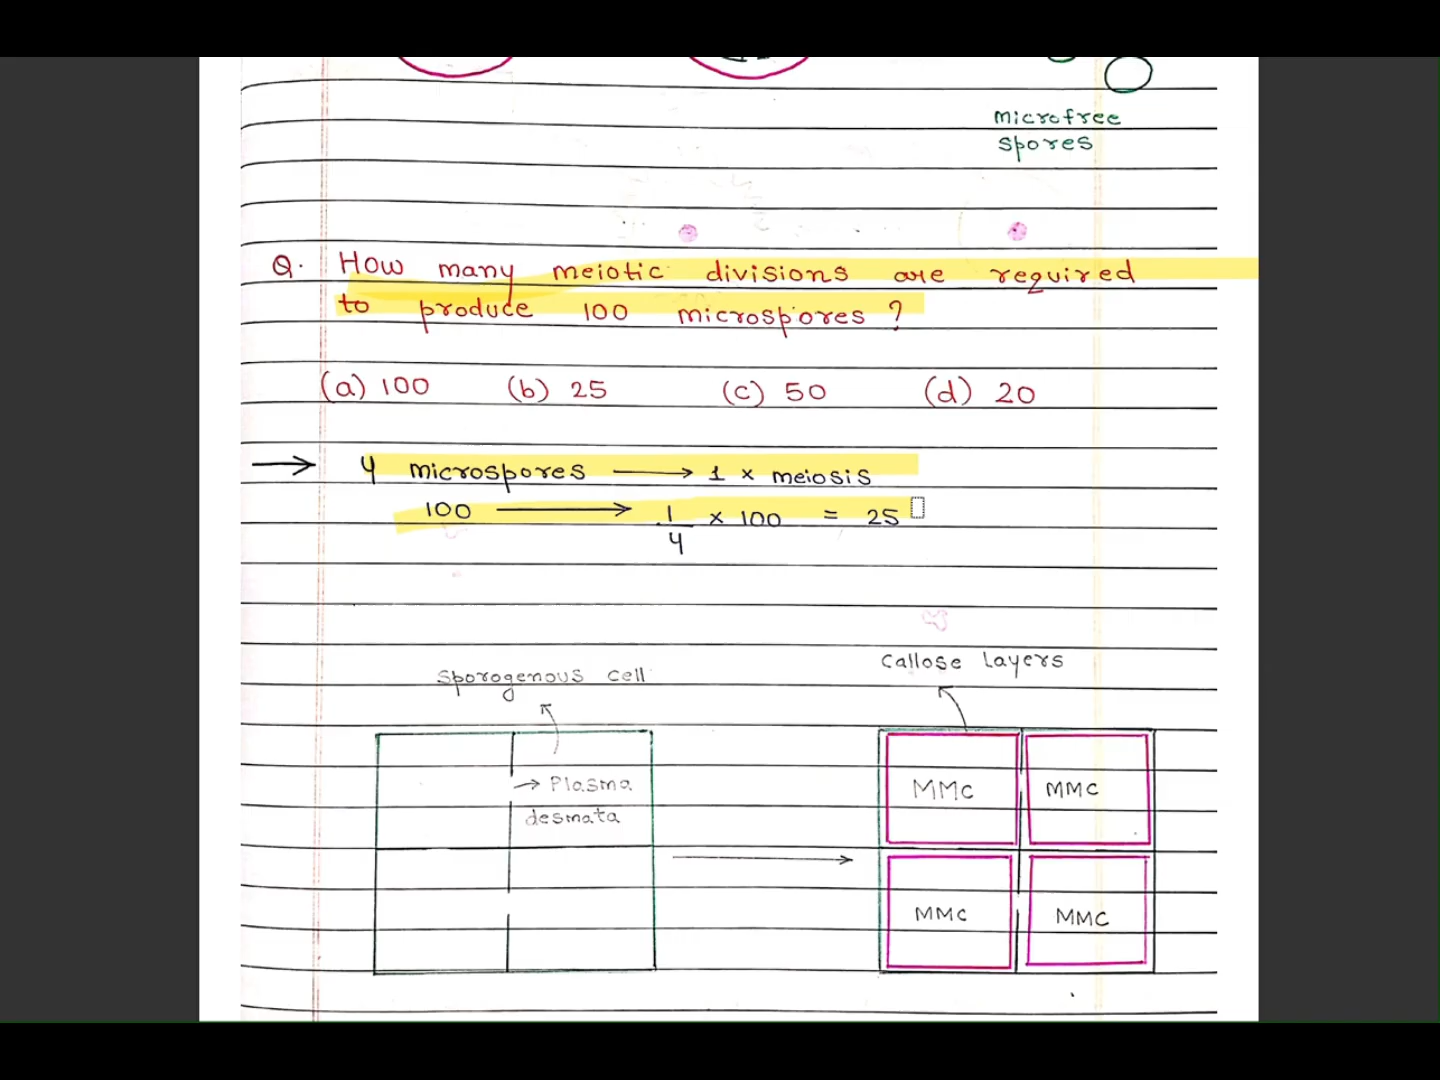 microfree
spores
Q. How many meiotic divisions are required
to produce 100 microspores ?
(a) 100 (b) 25 (c) 50 (d) 20
→ 4 microspores → 1 × meiosis
100 → 1/4 × 100 = 25
sporogenous cell
callose layers
→ Plasma
desmata
MMC MMC
MMC MMC